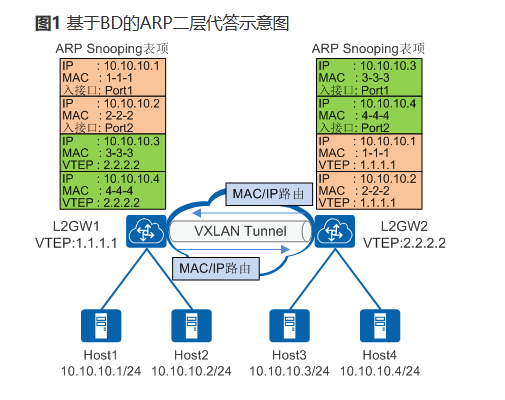 图1 基于BD的ARP二层代答示意图
ARP Snooping表项
IP : 10.10.10.1
MAC : 1-1-1
入接口: Port1
IP : 10.10.10.2
MAC : 2-2-2
入接口: Port2
IP : 10.10.10.3
MAC : 3-3-3
VTEP : 2.2.2.2
IP : 10.10.10.4
MAC : 4-4-4
VTEP : 2.2.2.2
ARP Snooping表项
IP : 10.10.10.3
MAC : 3-3-3
入接口: Port1
IP : 10.10.10.4
MAC : 4-4-4
入接口: Port2
IP : 10.10.10.1
MAC : 1-1-1
VTEP : 1.1.1.1
IP : 10.10.10.2
MAC : 2-2-2
VTEP : 1.1.1.1
MAC/IP路由
L2GW1
VTEP:1.1.1.1
VXLAN Tunnel
L2GW2
VTEP:2.2.2.2
MAC/IP路由
Host1
10.10.10.1/24
Host2
10.10.10.2/24
Host3
10.10.10.3/24
Host4
10.10.10.4/24